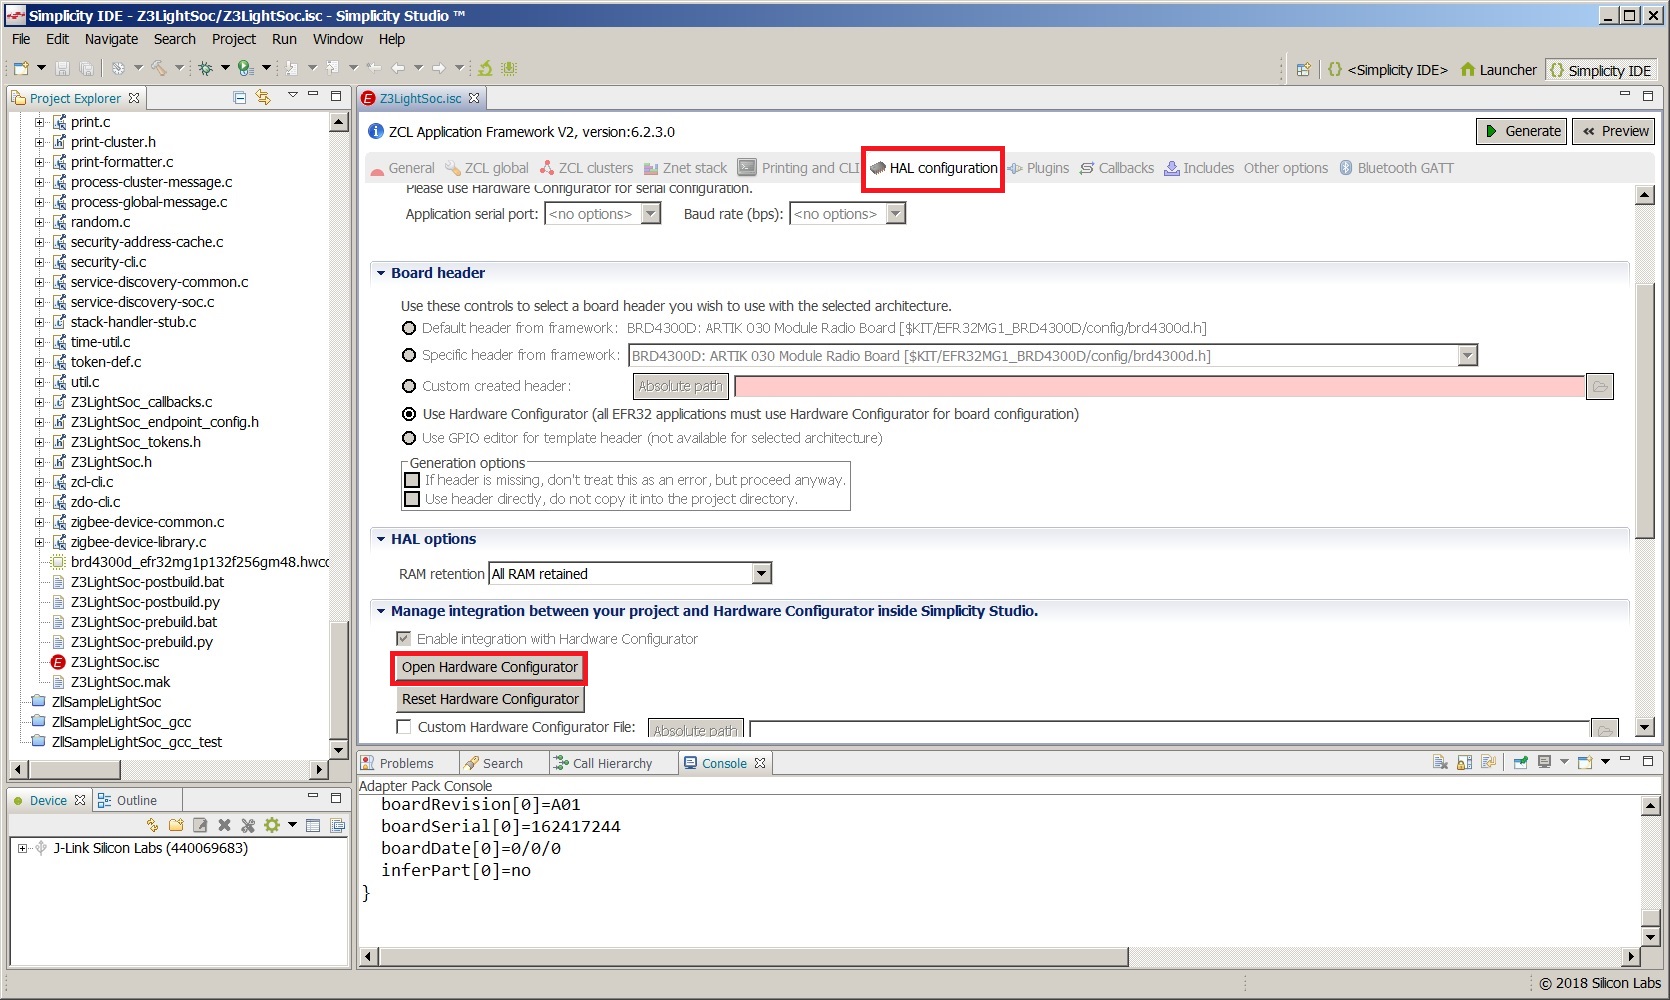 Simplicity IDE - Z3LightSoc/Z3LightSoc.isc - Simplicity Studio ™
File Edit Navigate Search Project Run Window Help
<Simplicity IDE> Launcher Simplicity IDE
Project Explorer
print.c
print-cluster.h
print-formatter.c
process-cluster-message.c
process-global-message.c
random.c
security-address-cache.c
security-cli.c
service-discovery-common.c
service-discovery-soc.c
stack-handler-stub.c
time-util.c
token-def.c
util.c
Z3LightSoc_callbacks.c
Z3LightSoc_endpoint_config.h
Z3LightSoc_tokens.h
Z3LightSoc.h
zcl-cli.c
zdo-cli.c
zigbee-device-common.c
zigbee-device-library.c
brd4300d_efr32mg1p132f256gm48.hwco
Z3LightSoc-postbuild.bat
Z3LightSoc-postbuild.py
Z3LightSoc-prebuild.bat
Z3LightSoc-prebuild.py
Z3LightSoc.isc
Z3LightSoc.mak
ZllSampleLightSoc
ZllSampleLightSoc_gcc
ZllSampleLightSoc_gcc_test
Device Outline
J-Link Silicon Labs (440069683)
Z3LightSoc.isc
ZCL Application Framework V2, version:6.2.3.0
Generate Preview
General ZCL global ZCL clusters Znet stack Printing and CLI HAL configuration Plugins Callbacks Includes Other options Bluetooth GATT
Please use Hardware Configurator for serial configuration.
Application serial port: <no options> Baud rate (bps): <no options>
Board header
Use these controls to select a board header you wish to use with the selected architecture.
Default header from framework: BRD4300D: ARTIK 030 Module Radio Board [$KIT/EFR32MG1_BRD4300D/config/brd4300d.h]
Specific header from framework: BRD4300D: ARTIK 030 Module Radio Board [$KIT/EFR32MG1_BRD4300D/config/brd4300d.h]
Custom created header: Absolute path
Use Hardware Configurator (all EFR32 applications must use Hardware Configurator for board configuration)
Use GPIO editor for template header (not available for selected architecture)
Generation options
If header is missing, don't treat this as an error, but proceed anyway.
Use header directly, do not copy it into the project directory.
HAL options
RAM retention All RAM retained
Manage integration between your project and Hardware Configurator inside Simplicity Studio.
Enable integration with Hardware Configurator
Open Hardware Configurator
Reset Hardware Configurator
Custom Hardware Configurator File: Absolute path
Problems Search Call Hierarchy Console
Adapter Pack Console
boardRevision[0]=A01
boardSerial[0]=162417244
boardDate[0]=0/0/0
inferPart[0]=no
}
© 2018 Silicon Labs